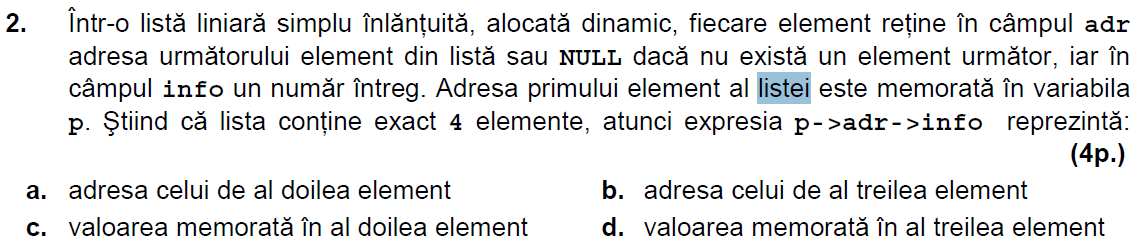 2. Într-o listă liniară simplu înlănţuită, alocată dinamic, fiecare element reţine în câmpul adr
adresa următorului element din listă sau NULL dacă nu există un element următor, iar în
câmpul info un număr întreg. Adresa primului element al listei este memorată în variabila
p. Ştiind că lista conţine exact 4 elemente, atunci expresia p->adr->info reprezintă:
(4p.)
a. adresa celui de al doilea element b. adresa celui de al treilea element
c. valoarea memorată în al doilea element d. valoarea memorată în al treilea element